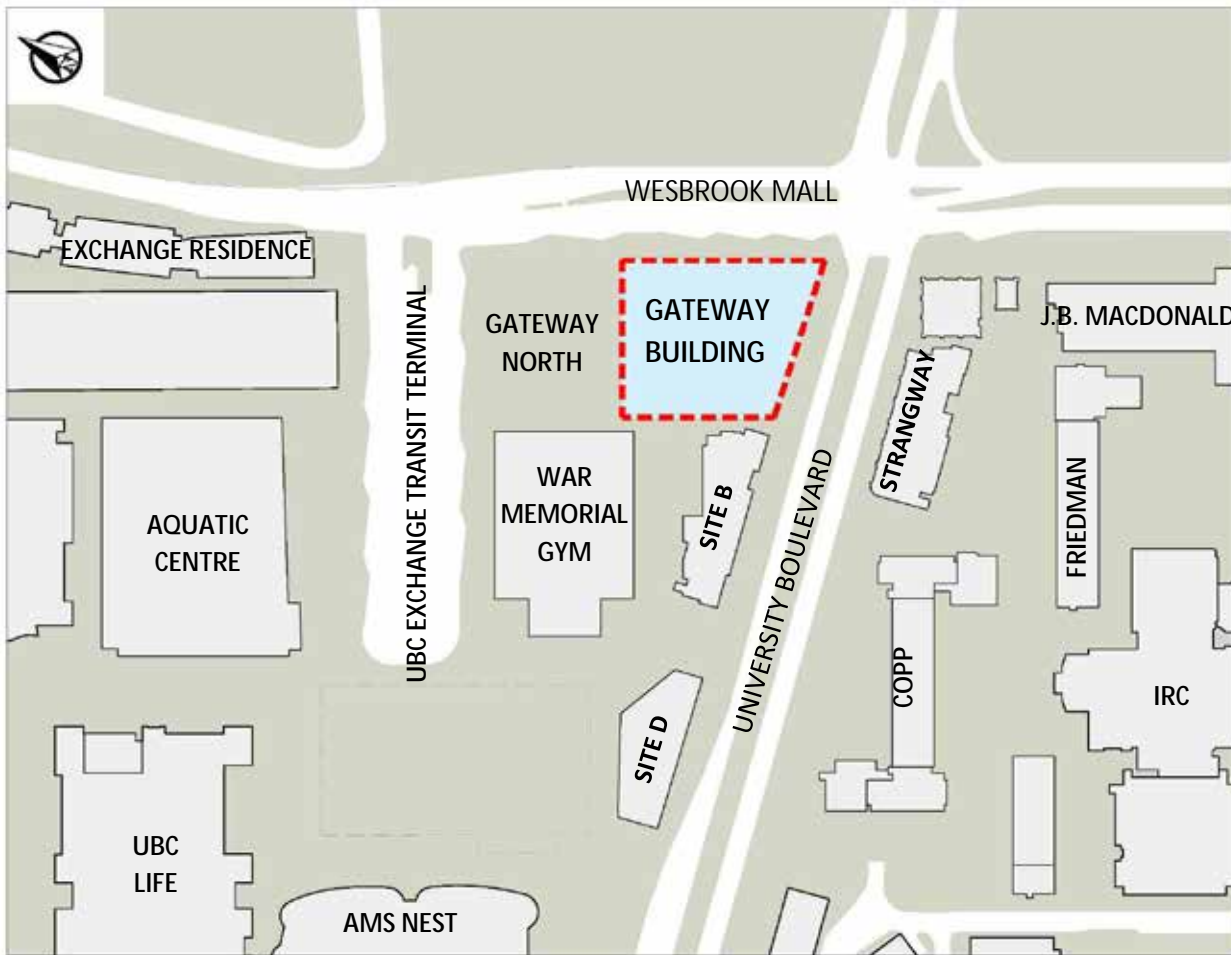 WESBROOK MALL
EXCHANGE RESIDENCE
UBC EXCHANGE TRANSIT TERMINAL
GATEWAY
NORTH
GATEWAY
BUILDING
J.B. MACDONALD
STRANGWAY
AQUATIC
CENTRE
WAR
MEMORIAL
GYM
SITE B
UNIVERSITY BOULEVARD
FRIEDMAN
COPP
IRC
SITE D
UBC
LIFE
AMS NEST